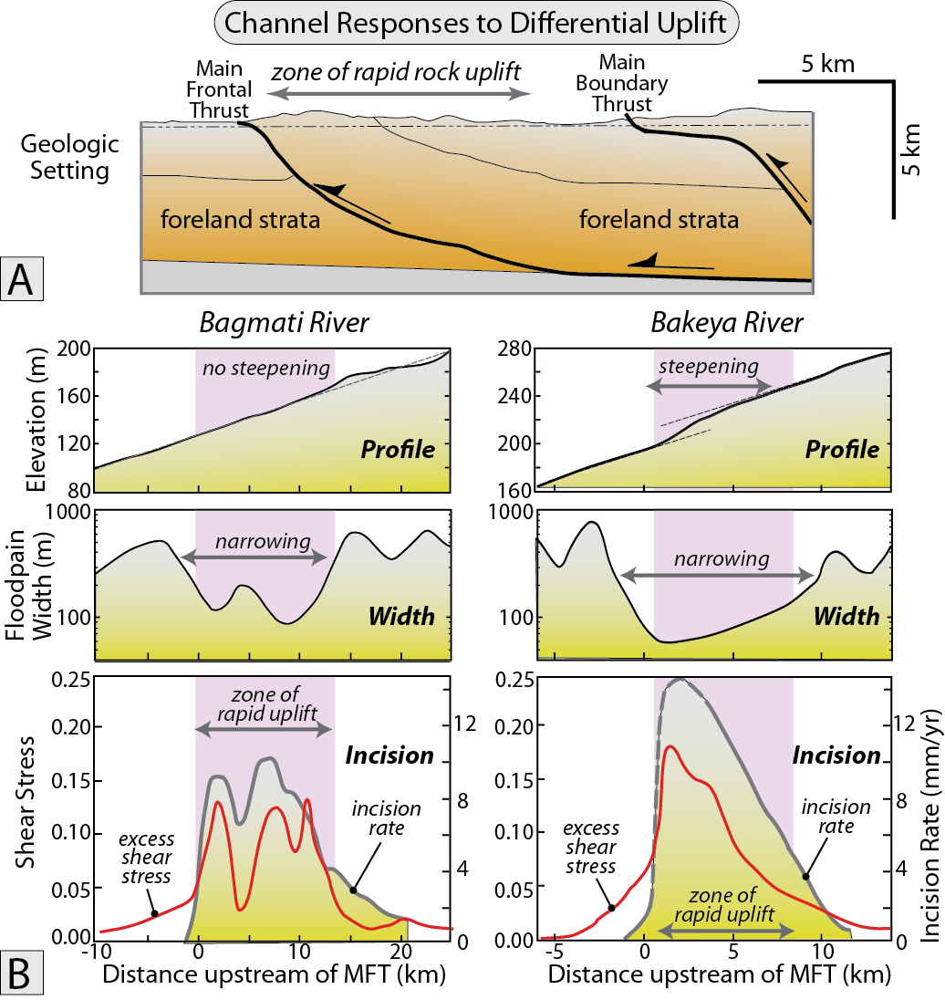 Channel Responses to Differential Uplift
Main
Frontal
Thrust
zone of rapid rock uplift
Main
Boundary
Thrust
5 km
5 km
Geologic
Setting
foreland strata
foreland strata
A
Bagmati River
Bakeya River
Elevation (m)
200
160
120
80
no steepening
Profile
280
240
200
160
steepening
Profile
Floodpain
Width (m)
1000
100
narrowing
Width
1000
100
narrowing
Width
Shear Stress
0.25
0.20
0.15
0.10
0.05
0.00
zone of
rapid uplift
Incision
excess
shear
stress
incision
rate
12
8
4
0
-10
0
10
20
Distance upstream of MFT (km)
0.25
0.20
0.15
0.10
0.05
0.00
Incision
excess
shear
stress
incision
rate
zone of
rapid uplift
12
8
4
0
Incision Rate (mm/yr)
-5
0
5
10
Distance upstream of MFT (km)
B